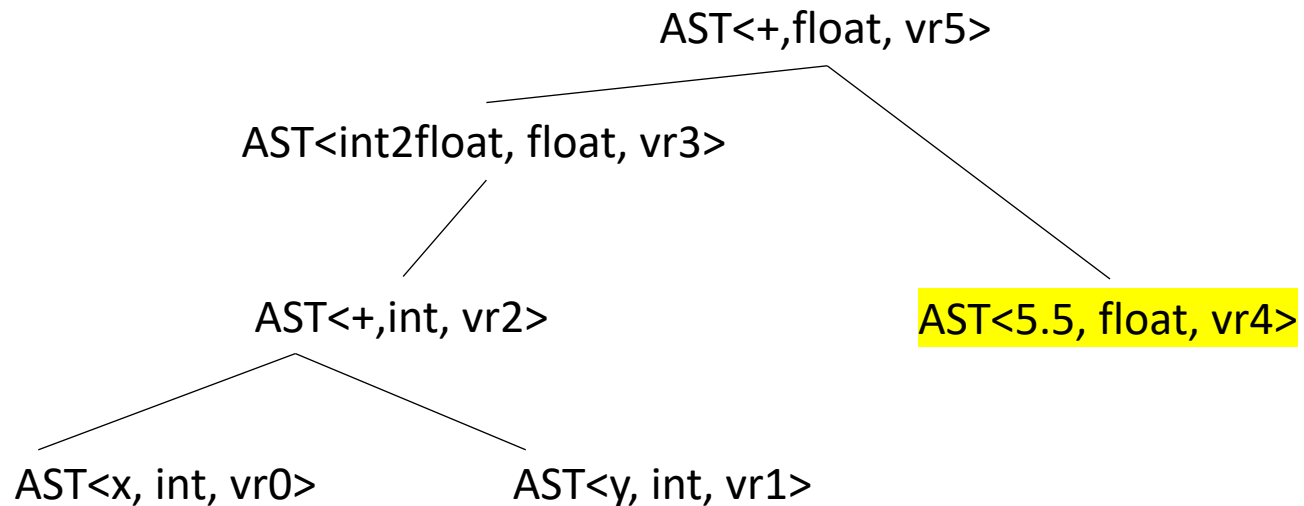 AST<+,float, vr5>
AST<int2float, float, vr3>
AST<+,int, vr2>
AST<5.5, float, vr4>
AST<x, int, vr0>
AST<y, int, vr1>